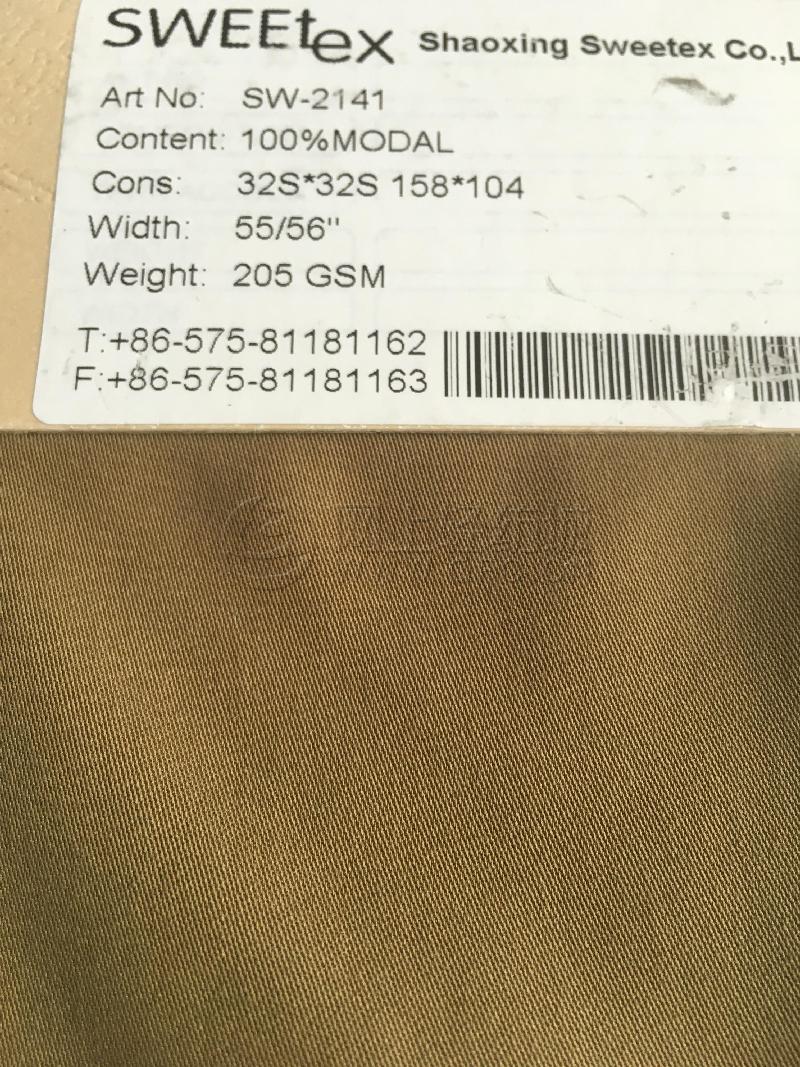 SWEEtex Shaoxing Sweetex Co.,L
Art No: SW-2141
Content: 100%MODAL
Cons: 32S*32S 158*104
Width: 55/56"
Weight: 205 GSM
T:+86-575-81181162
F:+86-575-81181163